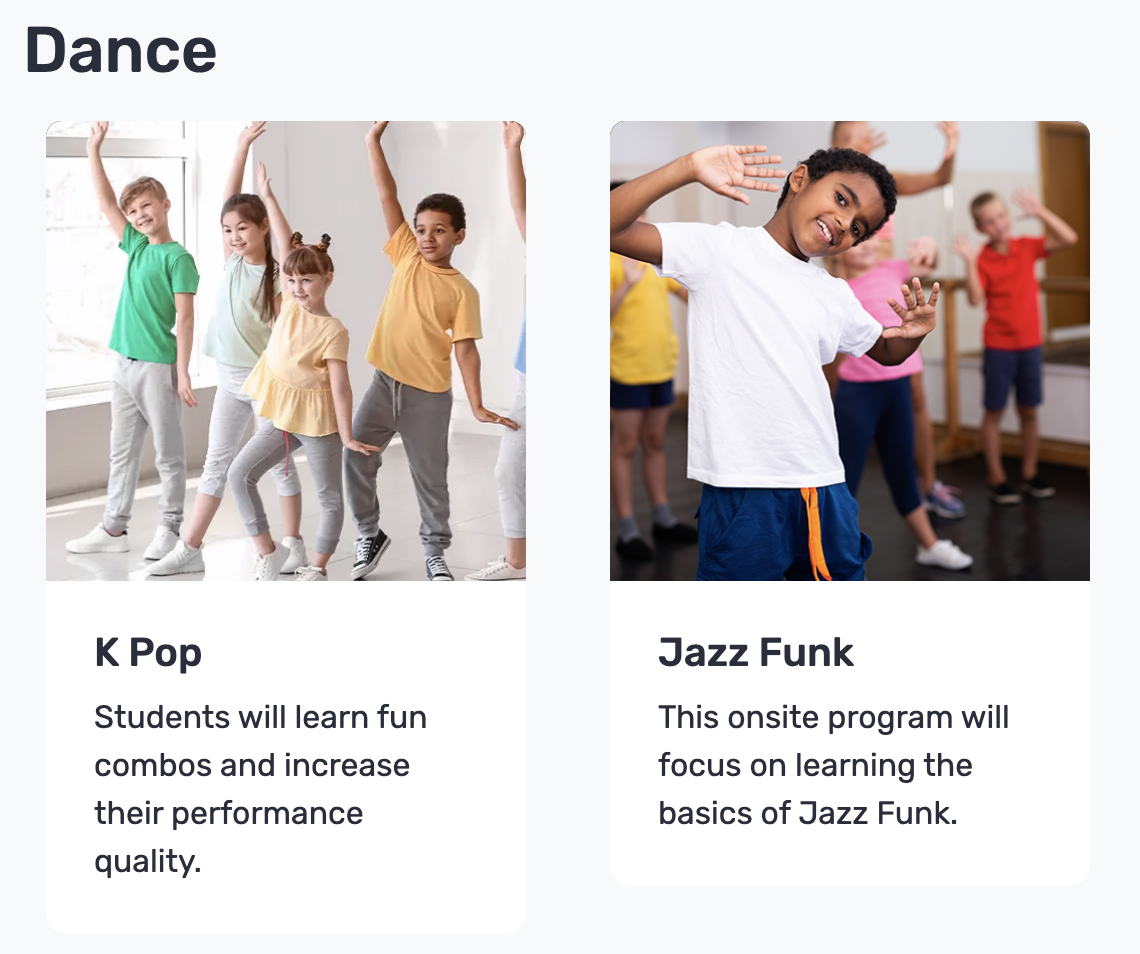 Dance
K Pop
Students will learn fun
combos and increase
their performance
quality.
Jazz Funk
This onsite program will
focus on learning the
basics of Jazz Funk.